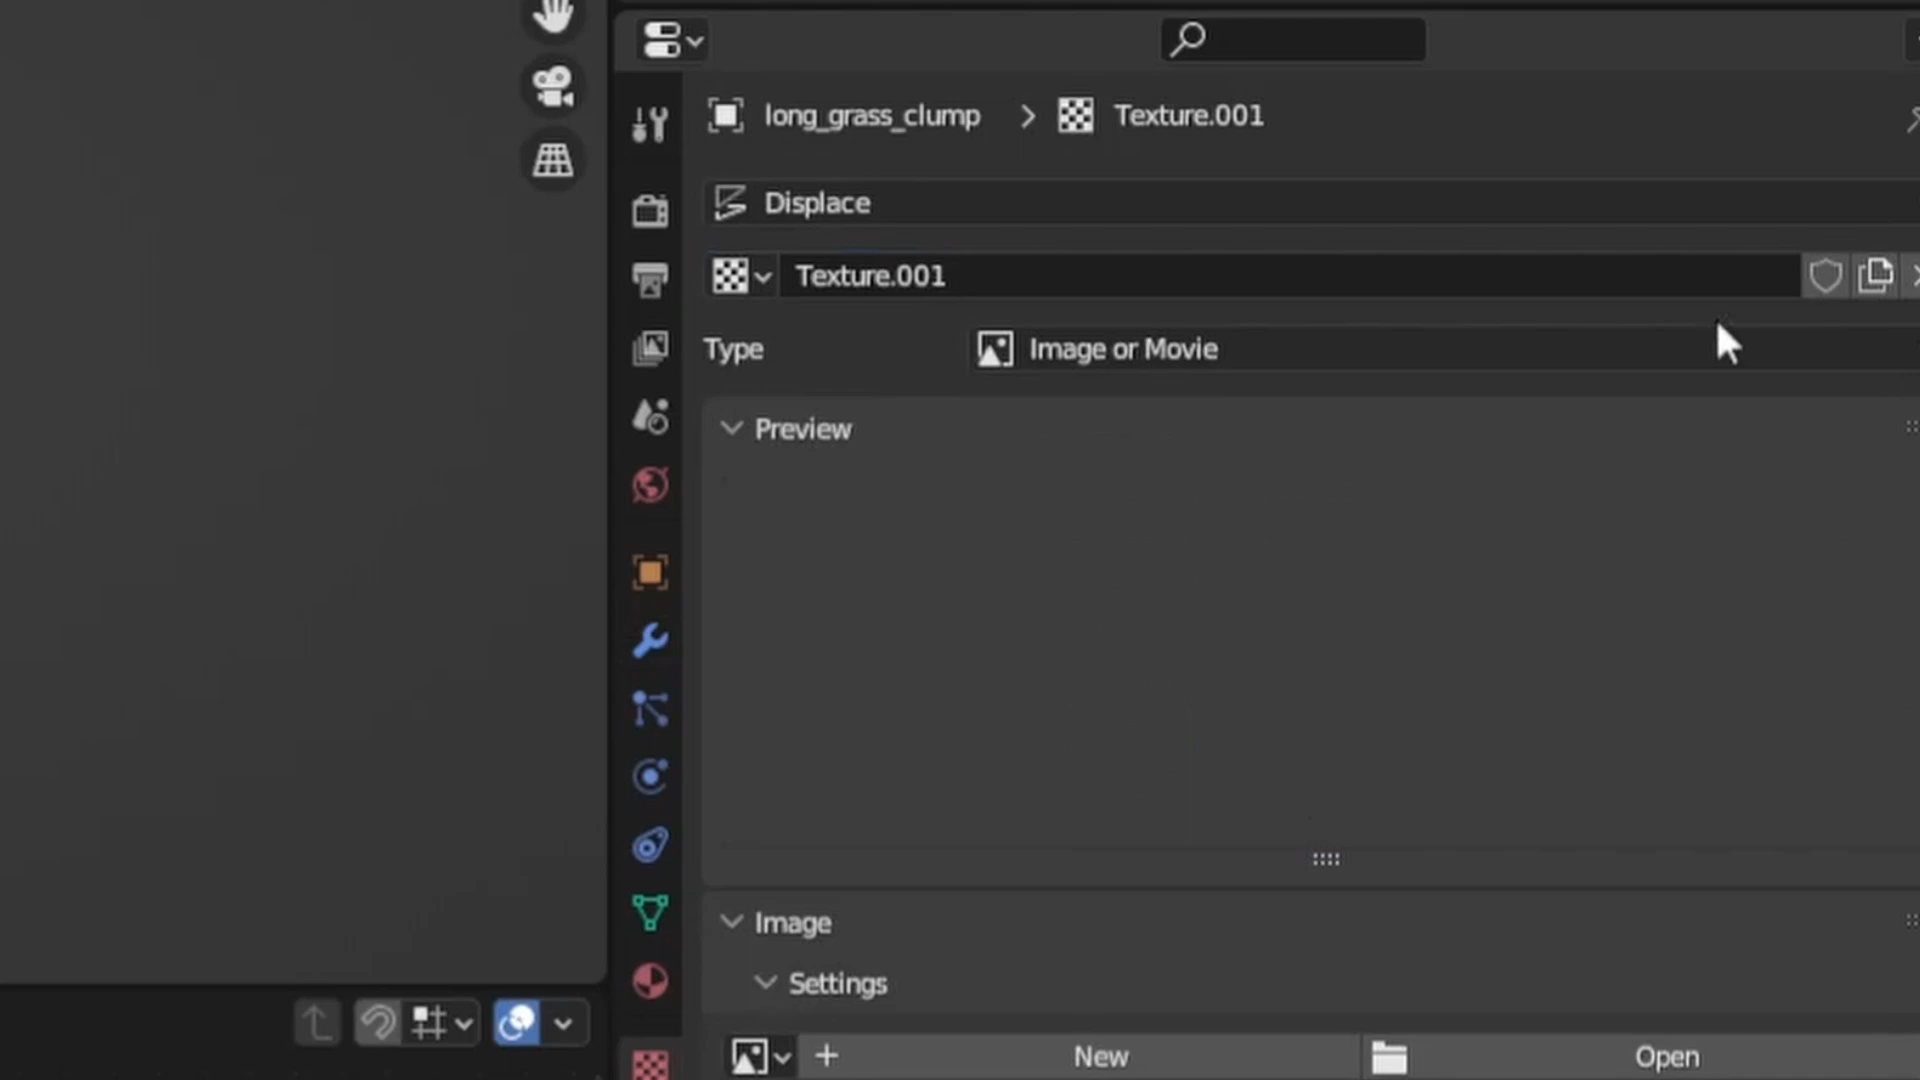 long_grass_clump > Texture.001
Displace
Texture.001
Type Image or Movie
Preview
Image
Settings
+ New Open